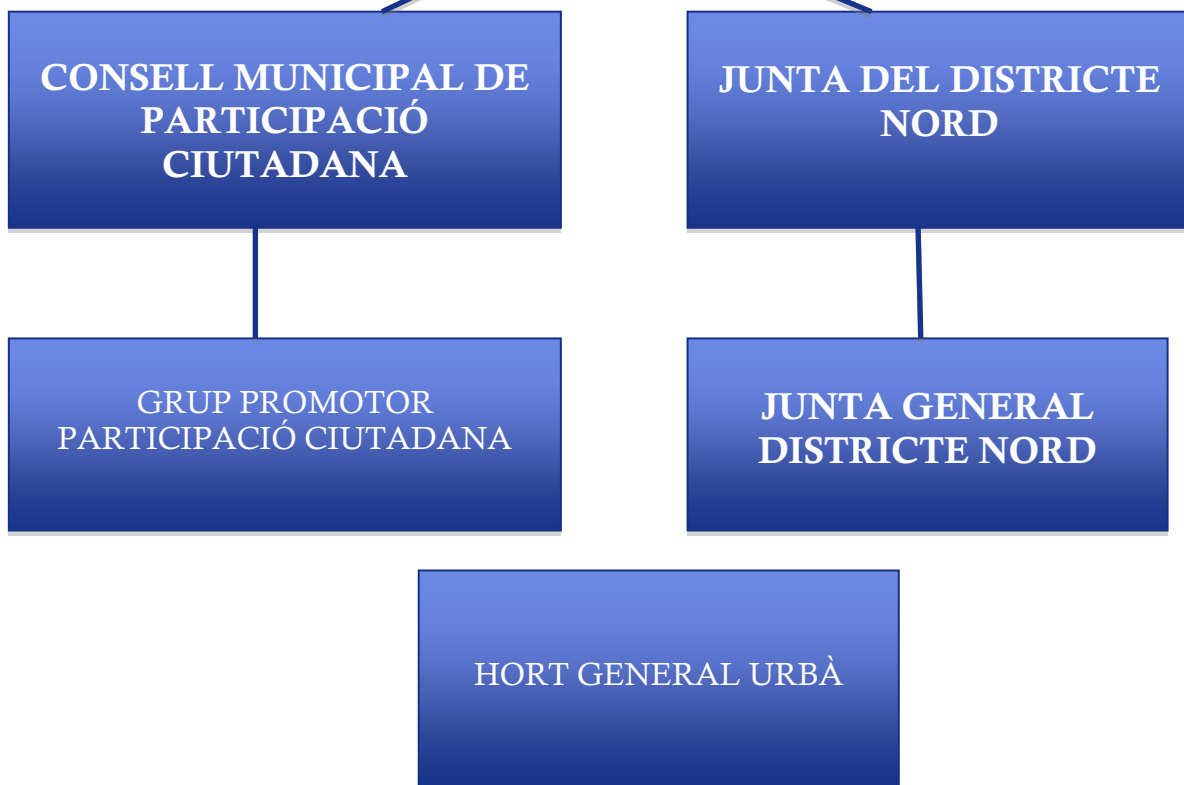 CONSELL MUNICIPAL DE
PARTICIPACIÓ
CIUTADANA
JUNTA DEL DISTRICTE
NORD
GRUP PROMOTOR
PARTICIPACIÓ CIUTADANA
JUNTA GENERAL
DISTRICTE NORD
HORT GENERAL URBÀ